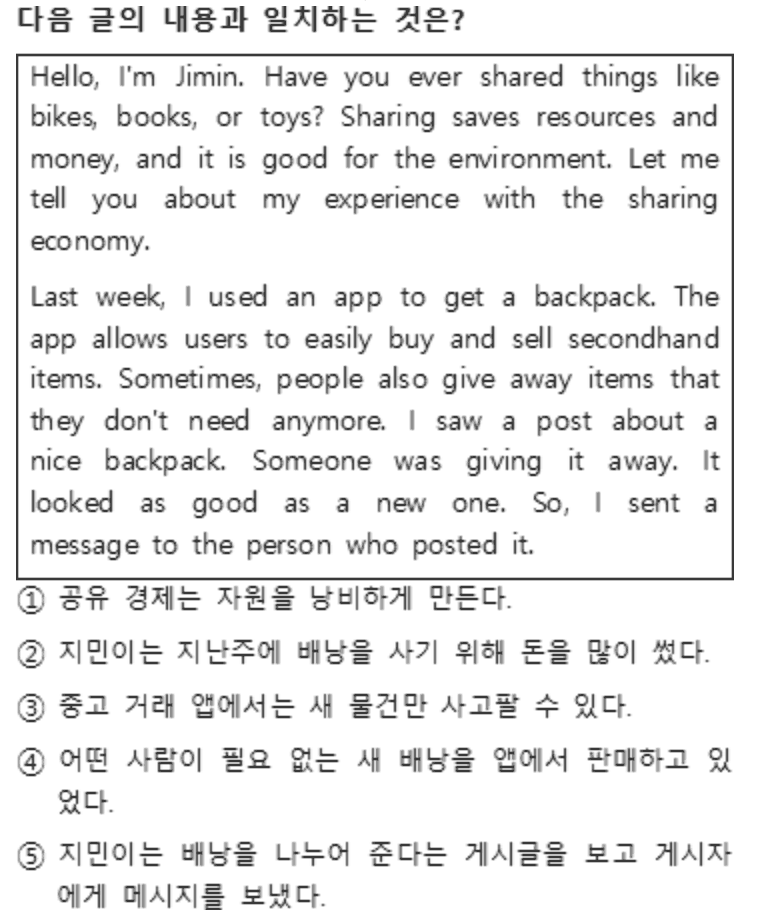 다음 글의 내용과 일치하는 것은?
Hello, I'm Jimin. Have you ever shared things like
bikes, books, or toys? Sharing saves resources and
money, and it is good for the environment. Let me
tell you about my experience with the sharing
economy.
Last week, I used an app to get a backpack. The
app allows users to easily buy and sell secondhand
items. Sometimes, people also give away items that
they don't need anymore. I saw a post about a
nice backpack. Someone was giving it away. It
looked as good as a new one. So, I sent a
message to the person who posted it.
① 공유 경제는 자원을 낭비하게 만든다.
② 지민이는 지난주에 배낭을 사기 위해 돈을 많이 썼다.
③ 중고 거래 앱에서는 새 물건만 사고팔 수 있다.
④ 어떤 사람이 필요 없는 새 배낭을 앱에서 판매하고 있
었다.
⑤ 지민이는 배낭을 나누어 준다는 게시글을 보고 게시자
에게 메시지를 보냈다.